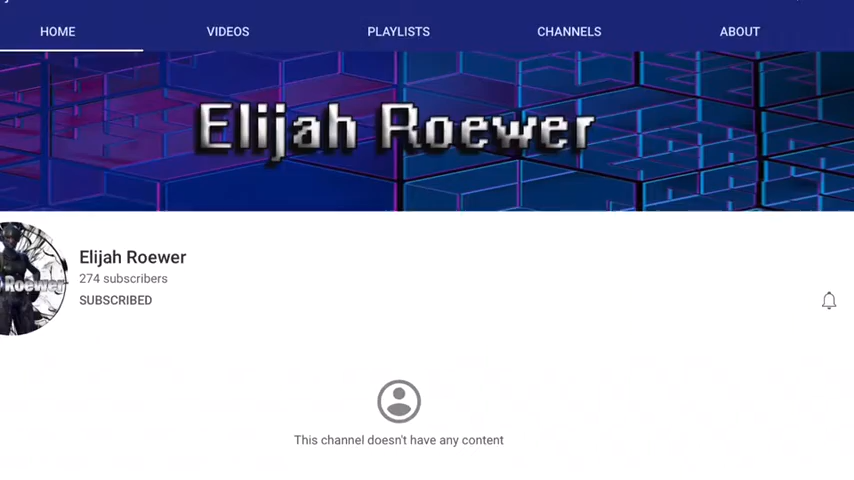 HOME VIDEOS PLAYLISTS CHANNELS ABOUT
Elijah Roewer
Elijah Roewer
274 subscribers
Roewer
SUBSCRIBED
This channel doesn't have any content